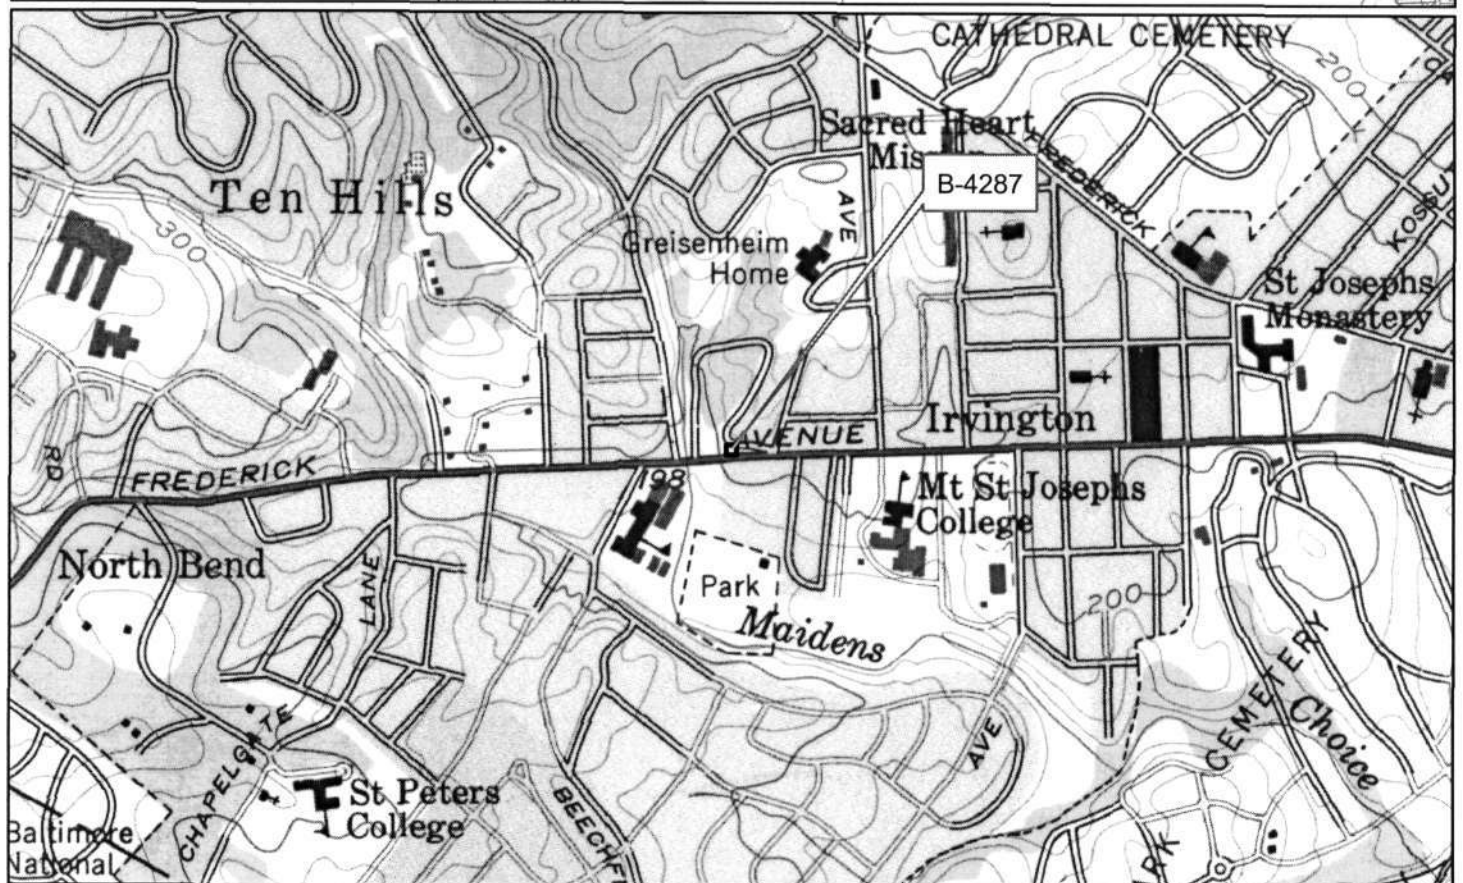 CATHEDRAL CEMETERY
200
Sacred Heart
B-4287
FREDERICK
AVE
Ten Hills
300
Greisenheim
Home
St Josephs
Monastery
Irvington
AVENUE
FREDERICK
RD
198
Mt St Josephs
College
North Bend
LANE
Park
Maidens
200
CEMETERY
Choice
CHAPELGATE
AVE
St Peters
College
Baltimore
National